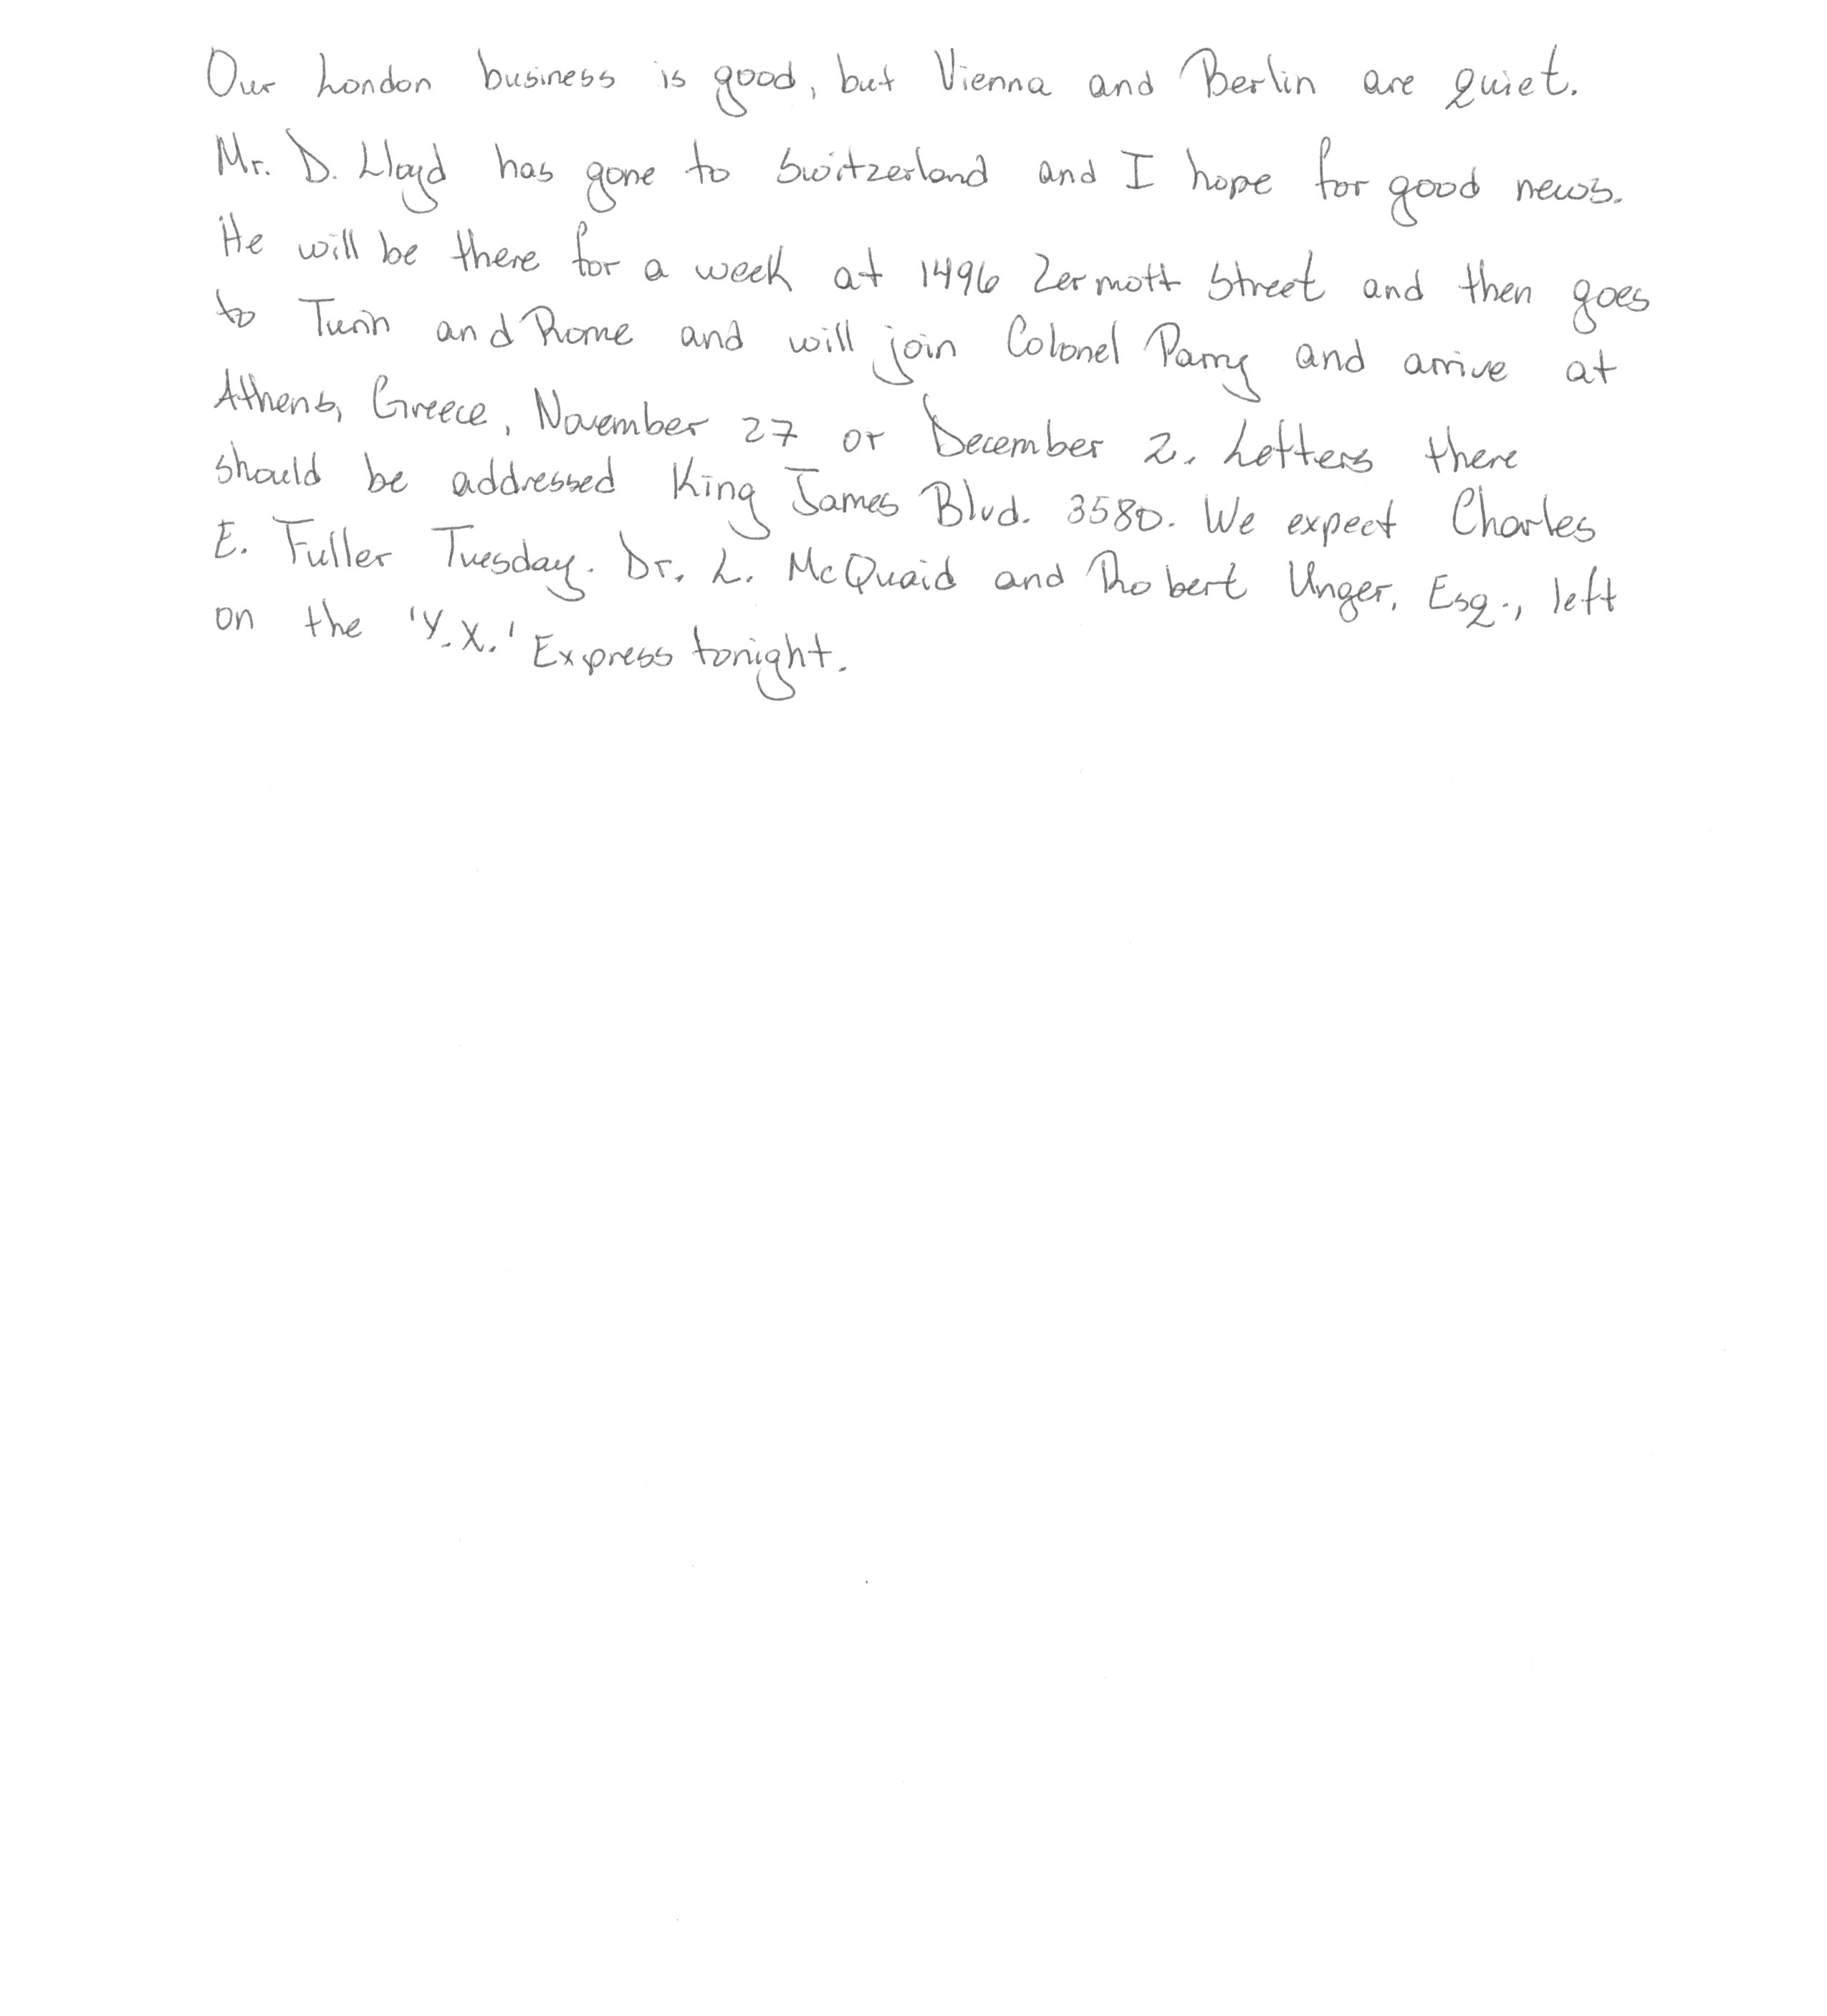 Our London business is good, but Vienna and Berlin are quiet.
Mr. D. Lloyd has gone to Switzerland and I hope for good news.
He will be there for a week at 1496 Zermott Street and then goes
to Turin and Rome and will join Colonel Parry and arrive at
Athens, Greece, November 27 or December 2. Letters there
should be addressed King James Blvd. 3580. We expect Charles
E. Fuller Tuesday. Dr. L. McQuaid and Robert Unger, Esq., left
on the 'Y.X.' Express tonight.